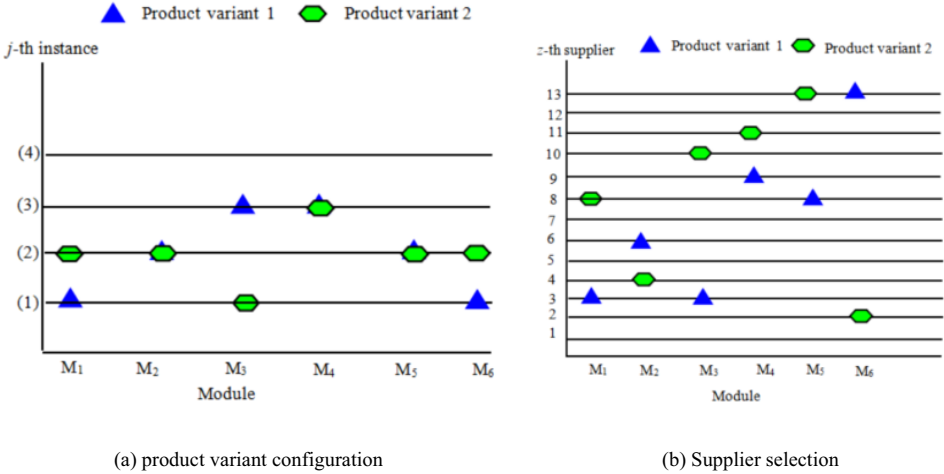 Product variant 1 Product variant 2
j-th instance
(4)
(3)
(2)
(1)
M1 M2 M3 M4 M5 M6
Module
(a) product variant configuration
z-th supplier
Product variant 1 Product variant 2
13
12
11
10
9
8
7
6
5
4
3
2
1
M1 M2 M3 M4 M5 M6
Module
(b) Supplier selection